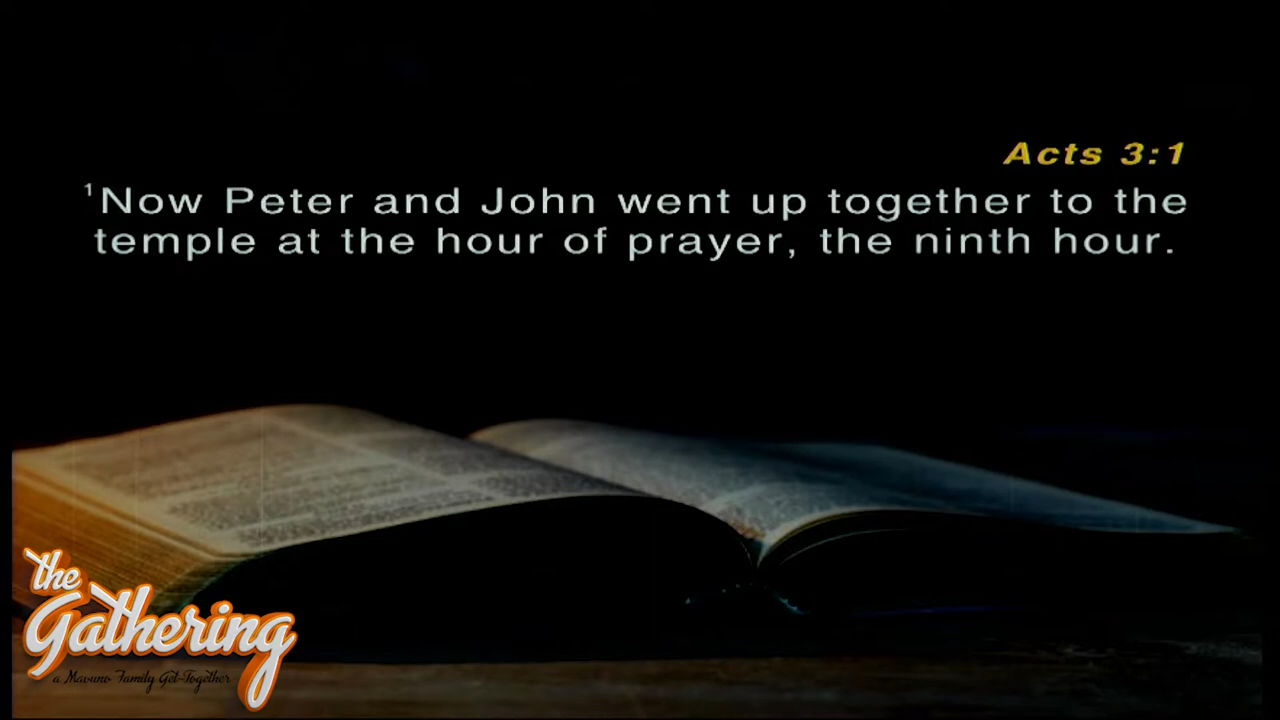 Acts 3:1
¹Now Peter and John went up together to the
temple at the hour of prayer, the ninth hour.
the
Gathering
a Mavuno Family Get-Together